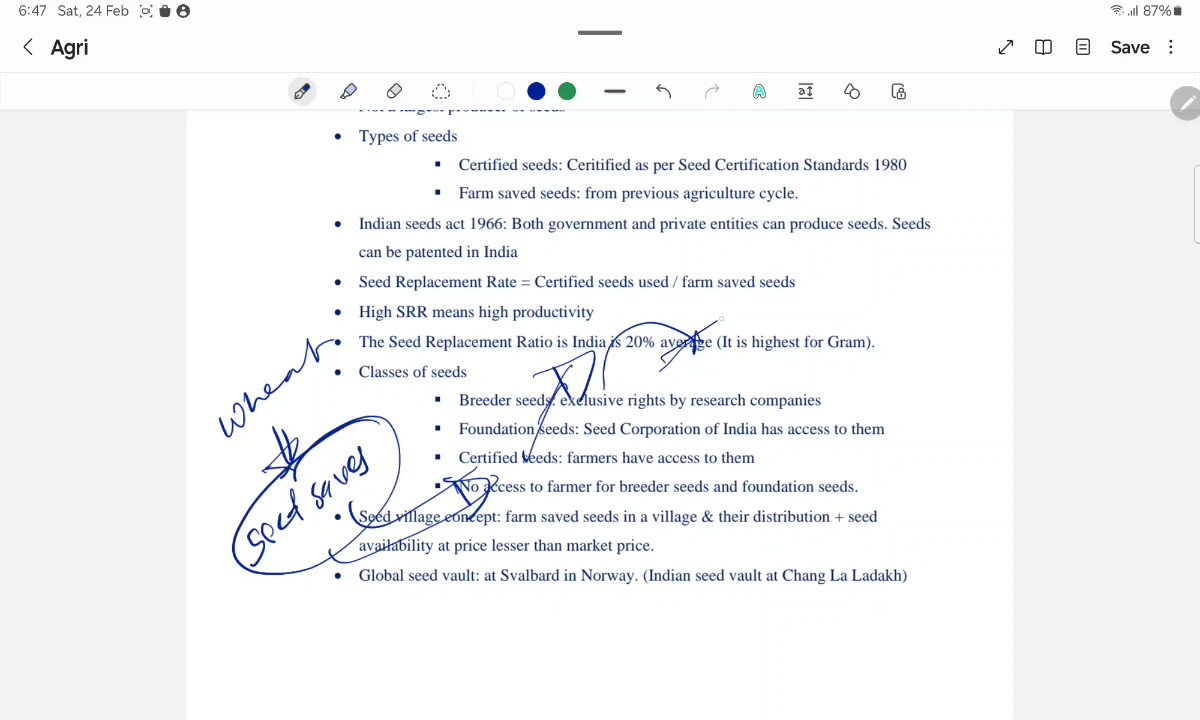 6:47 Sat, 24 Feb 87%
Agri
Save
Not a largest producer of seeds
• Types of seeds
▪ Certified seeds: Ceritified as per Seed Certification Standards 1980
▪ Farm saved seeds: from previous agriculture cycle.
• Indian seeds act 1966: Both government and private entities can produce seeds. Seeds
can be patented in India
• Seed Replacement Rate = Certified seeds used / farm saved seeds
• High SRR means high productivity
• The Seed Replacement Ratio is India is 20% average (It is highest for Gram).
• Classes of seeds
▪ Breeder seeds: exclusive rights by research companies
▪ Foundation seeds: Seed Corporation of India has access to them
▪ Certified seeds: farmers have access to them
▪ No access to farmer for breeder seeds and foundation seeds.
• Seed village concept: farm saved seeds in a village & their distribution + seed
availability at price lesser than market price.
• Global seed vault: at Svalbard in Norway. (Indian seed vault at Chang La Ladakh)
wheat
seed saves